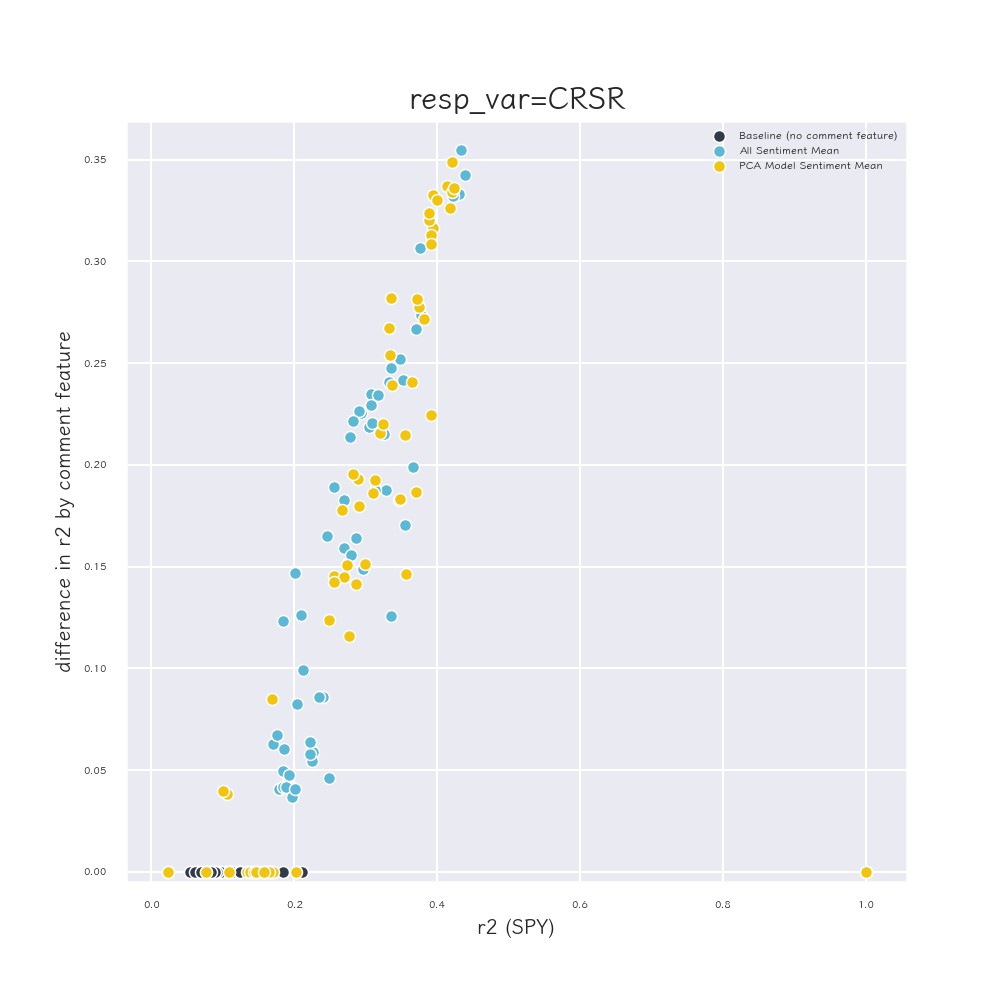 resp_var=CRSR
Baseline (no comment feature)
All Sentiment Mean
PCA Model Sentiment Mean
difference in r2 by comment feature
0.35
0.30
0.25
0.20
0.15
0.10
0.05
0.00
0.0 0.2 0.4 0.6 0.8 1.0
r2 (SPY)